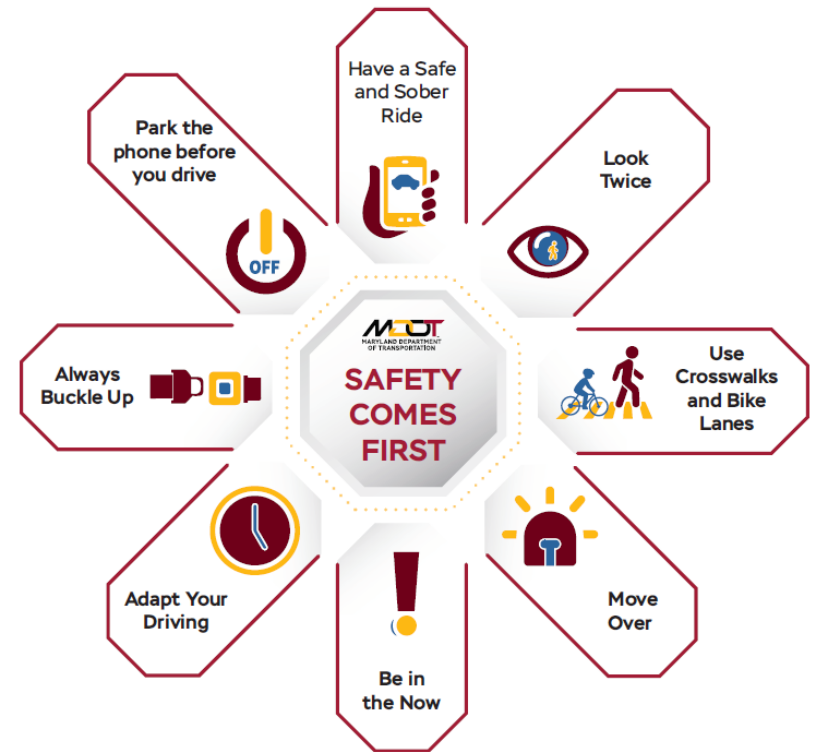 Have a Safe
and Sober
Ride
Look
Twice
Use
Crosswalks
and Bike
Lanes
Move
Over
Be in
the Now
Adapt Your
Driving
Always
Buckle Up
Park the
phone before
you drive
OFF
MDOT
MARYLAND DEPARTMENT
OF TRANSPORTATION
SAFETY
COMES
FIRST